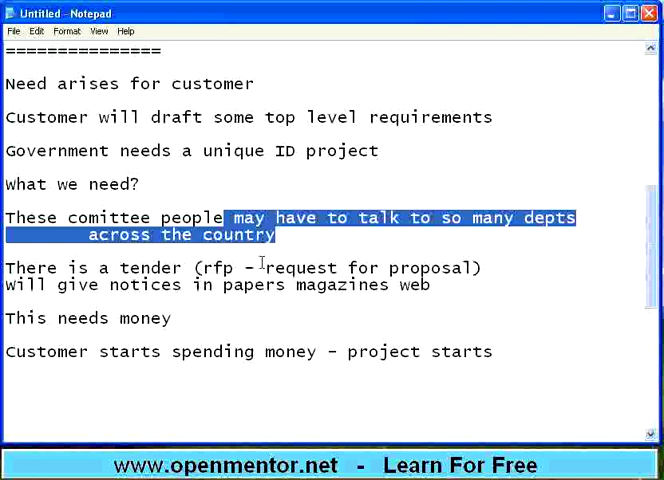 Untitled - Notepad
File Edit Format View Help
===============
Need arises for customer
Customer will draft some top level requirements
Government needs a unique ID project
What we need?
These comittee people may have to talk to so many depts
across the country
There is a tender (rfp - request for proposal)
Will give notices in papers magazines web
This needs money
Customer starts spending money - project starts
www.openmentor.net - Learn For Free